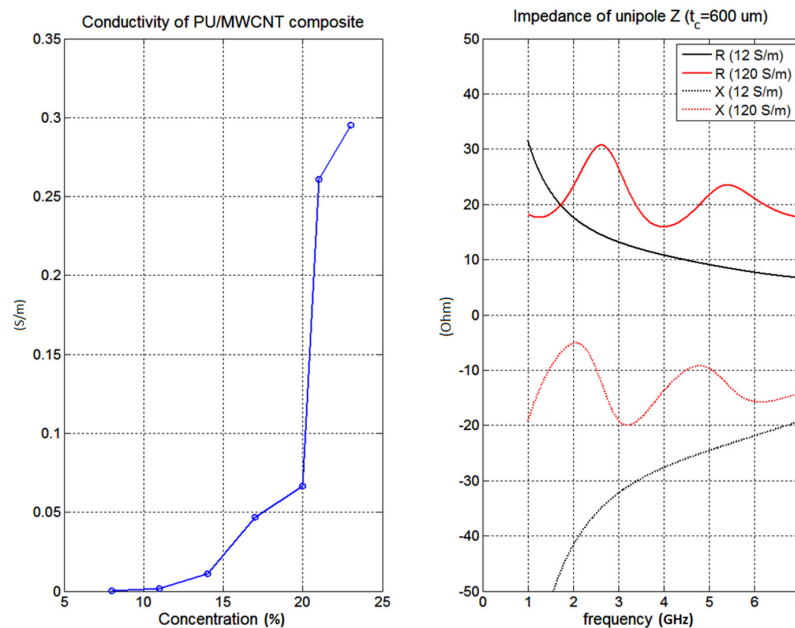 Conductivity of PU/MWCNT composite
0.35
0.3
0.25
0.2
0.15
0.1
0.05
0
(S/m)
5 10 15 20 25
Concentration (%)
Impedance of unipole Z (t_c=600 um)
R (12 S/m)
R (120 S/m)
X (12 S/m)
X (120 S/m)
50
40
30
20
10
0
-10
-20
-30
-40
-50
(Ohm)
0 1 2 3 4 5 6
frequency (GHz)